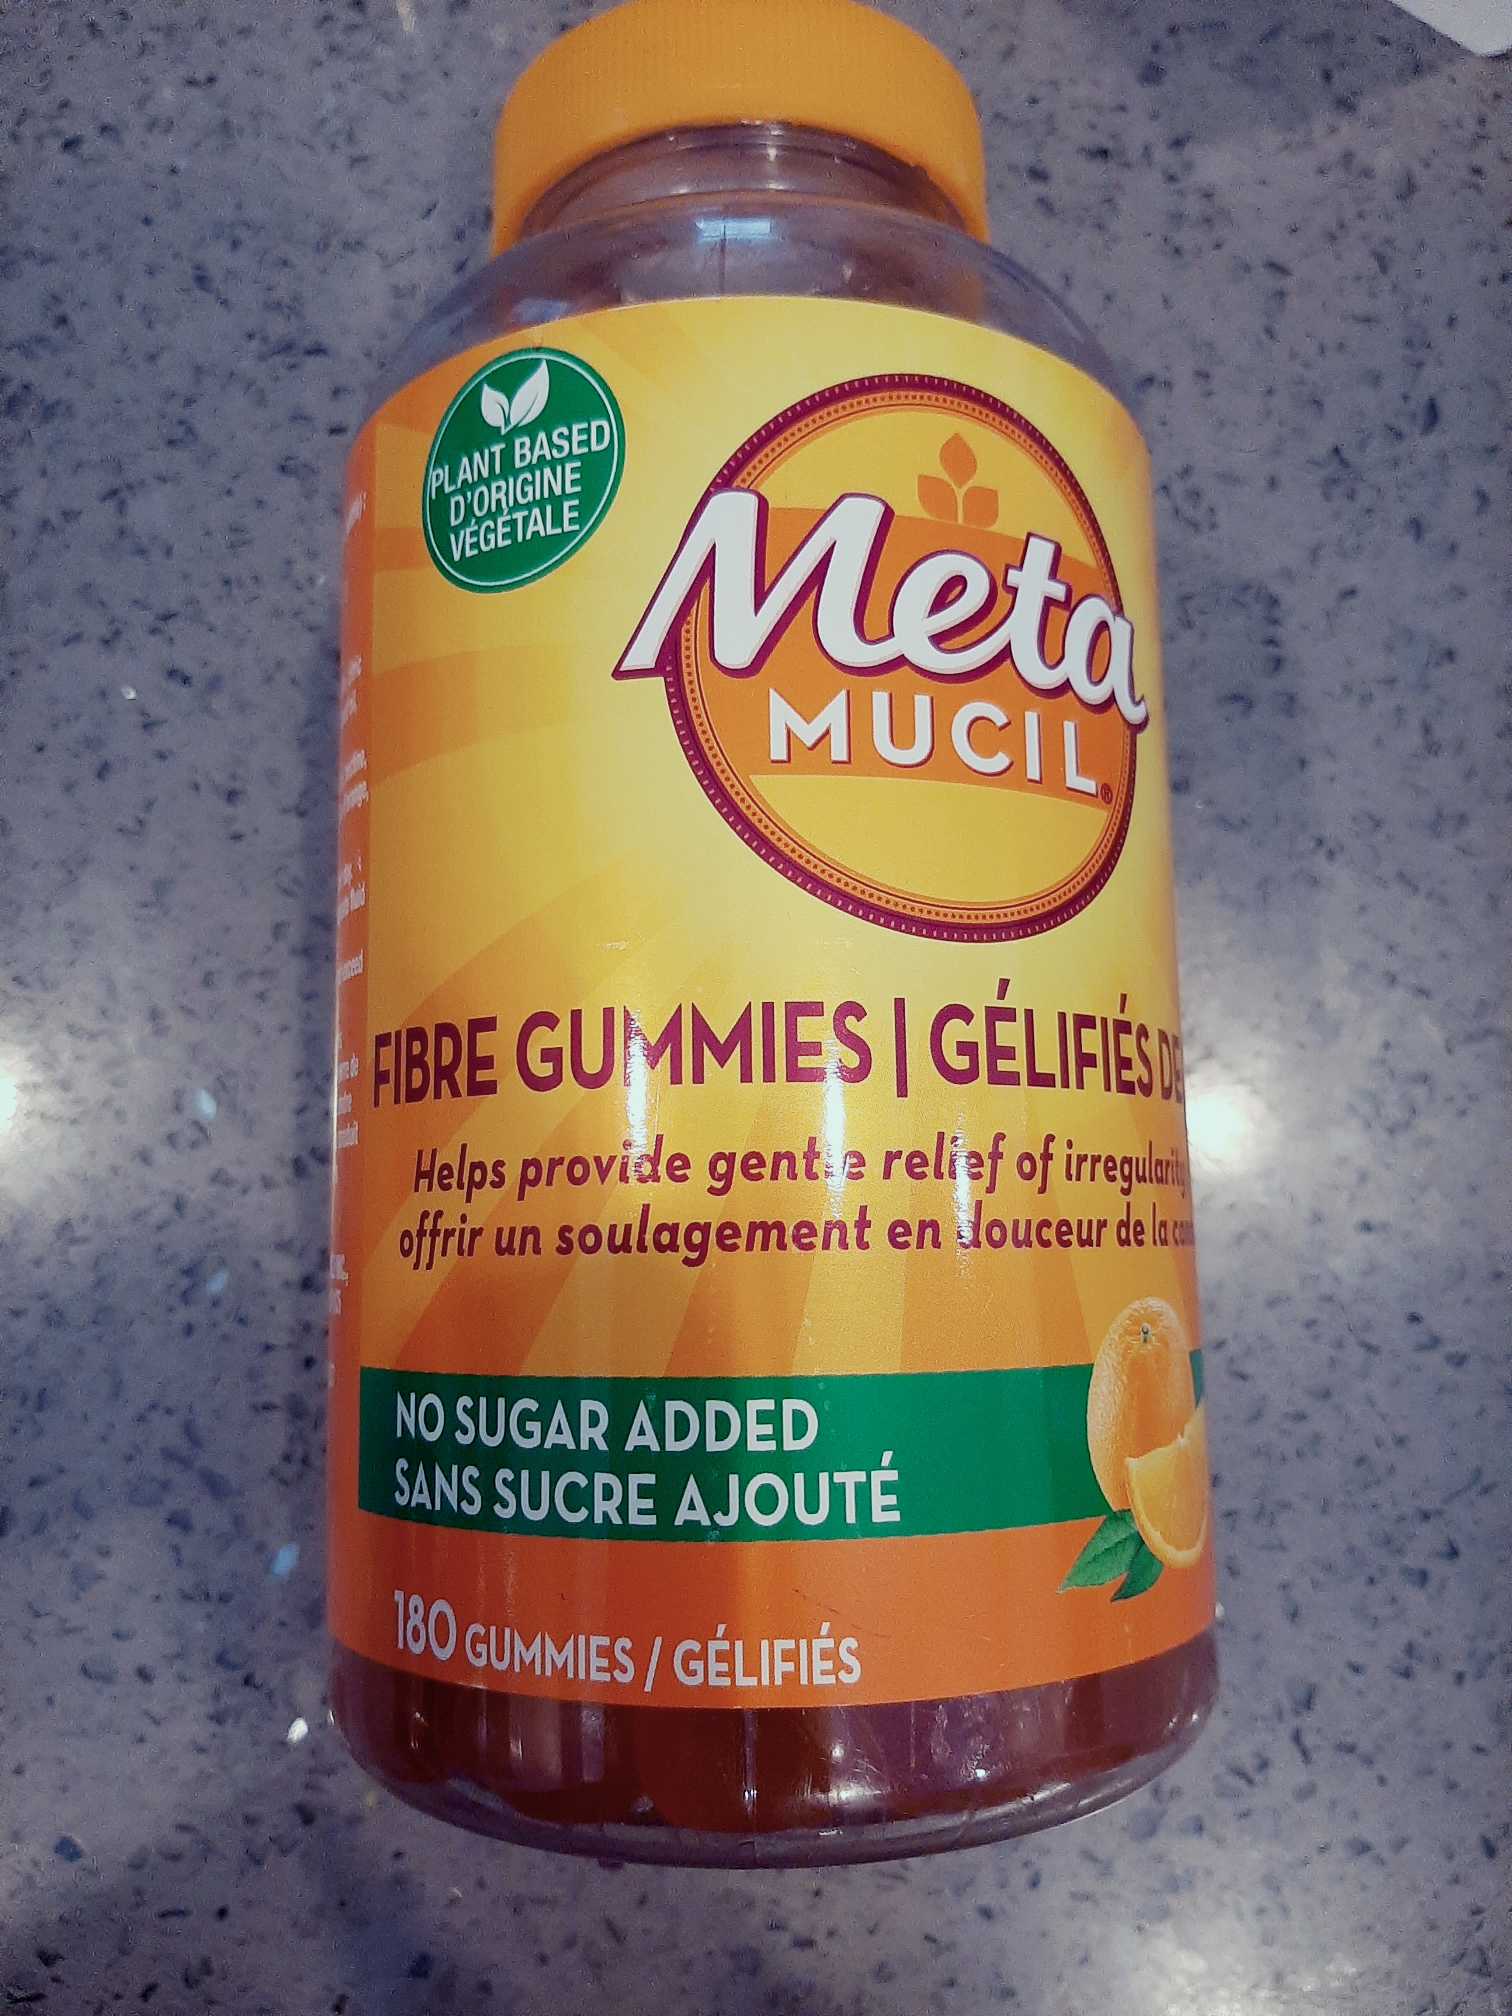 PLANT BASED
D'ORIGINE
VÉGÉTALE
Meta
MUCIL®
FIBRE GUMMIES | GÉLIFIÉS
Helps provide gentle relief of irregularity
offrir un soulagement en douceur de la
NO SUGAR ADDED
SANS SUCRE AJOUTÉ
180 GUMMIES / GÉLIFIÉS